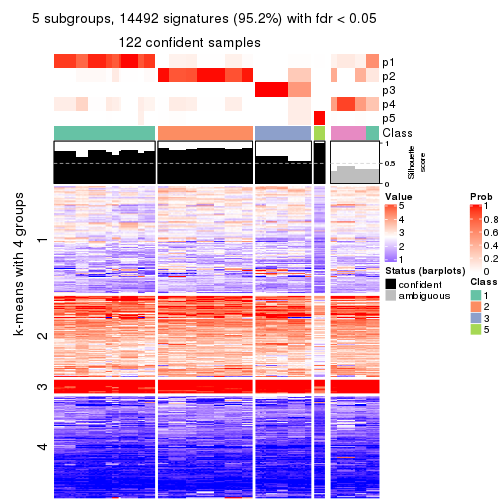 5 subgroups, 14492 signatures (95.2%) with fdr < 0.05
122 confident samples
p1
p2
p3
p4
p5
Class
1
0.5
0
Silhouette
score
k-means with 4 groups
1
2
3
4
Value
5
4
3
2
1
Status (barplots)
confident
ambiguous
Prob
1
0.8
0.6
0.4
0.2
0
Class
1
2
3
5